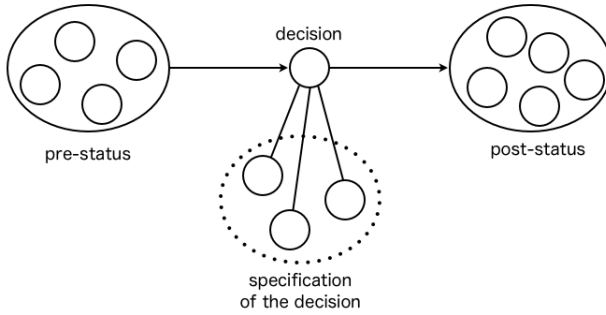 decision
pre-status
post-status
specification
of the decision